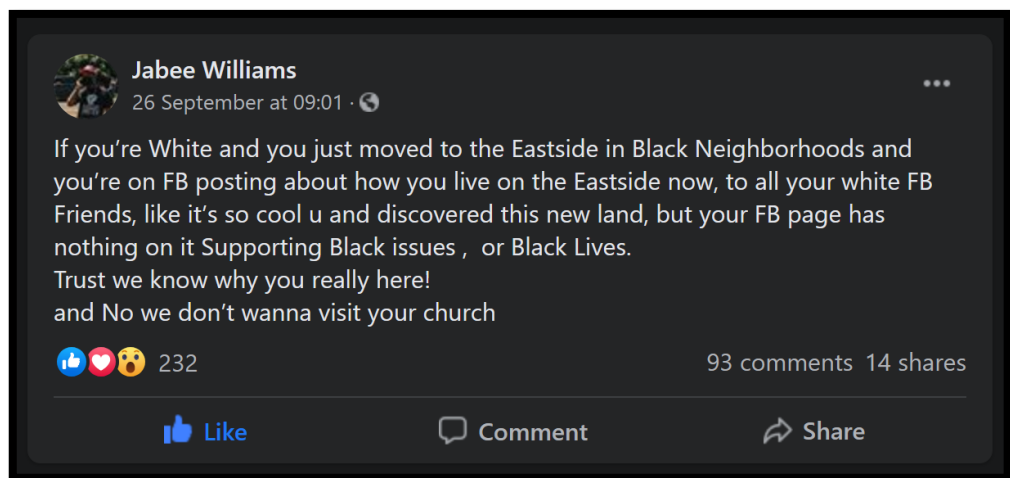 Jabee Williams
26 September at 09:01 ·
If you’re White and you just moved to the Eastside in Black Neighborhoods and
you’re on FB posting about how you live on the Eastside now, to all your white FB
Friends, like it’s so cool u and discovered this new land, but your FB page has
nothing on it Supporting Black issues ,  or Black Lives.
Trust we know why you really here!
and No we don’t wanna visit your church
232
93 comments 14 shares
Like
Comment
Share